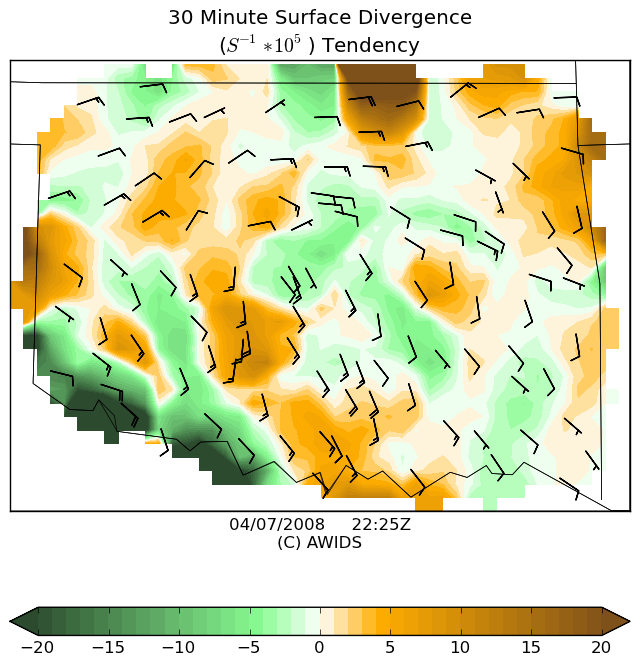 30 Minute Surface Divergence
(S⁻¹ * 10⁵ ) Tendency
04/07/2008 22:25Z
(C) AWIDS
−20 −15 −10 −5 0 5 10 15 20